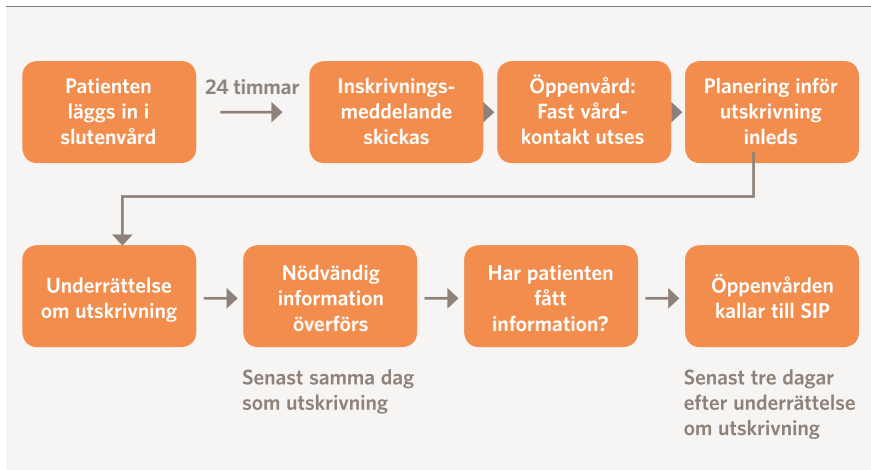 Patienten
läggs in i
slutenvård
24 timmar
Inskrivnings-
meddelande
skickas
Öppenvård:
Fast vård-
kontakt utses
Planering inför
utskrivning
inleds
Underrättelse
om utskrivning
Nödvändig
information
överförs
Har patienten
fått
information?
Öppenvården
kallar till SIP
Senast samma dag
som utskrivning
Senast tre dagar
efter underrättelse
om utskrivning